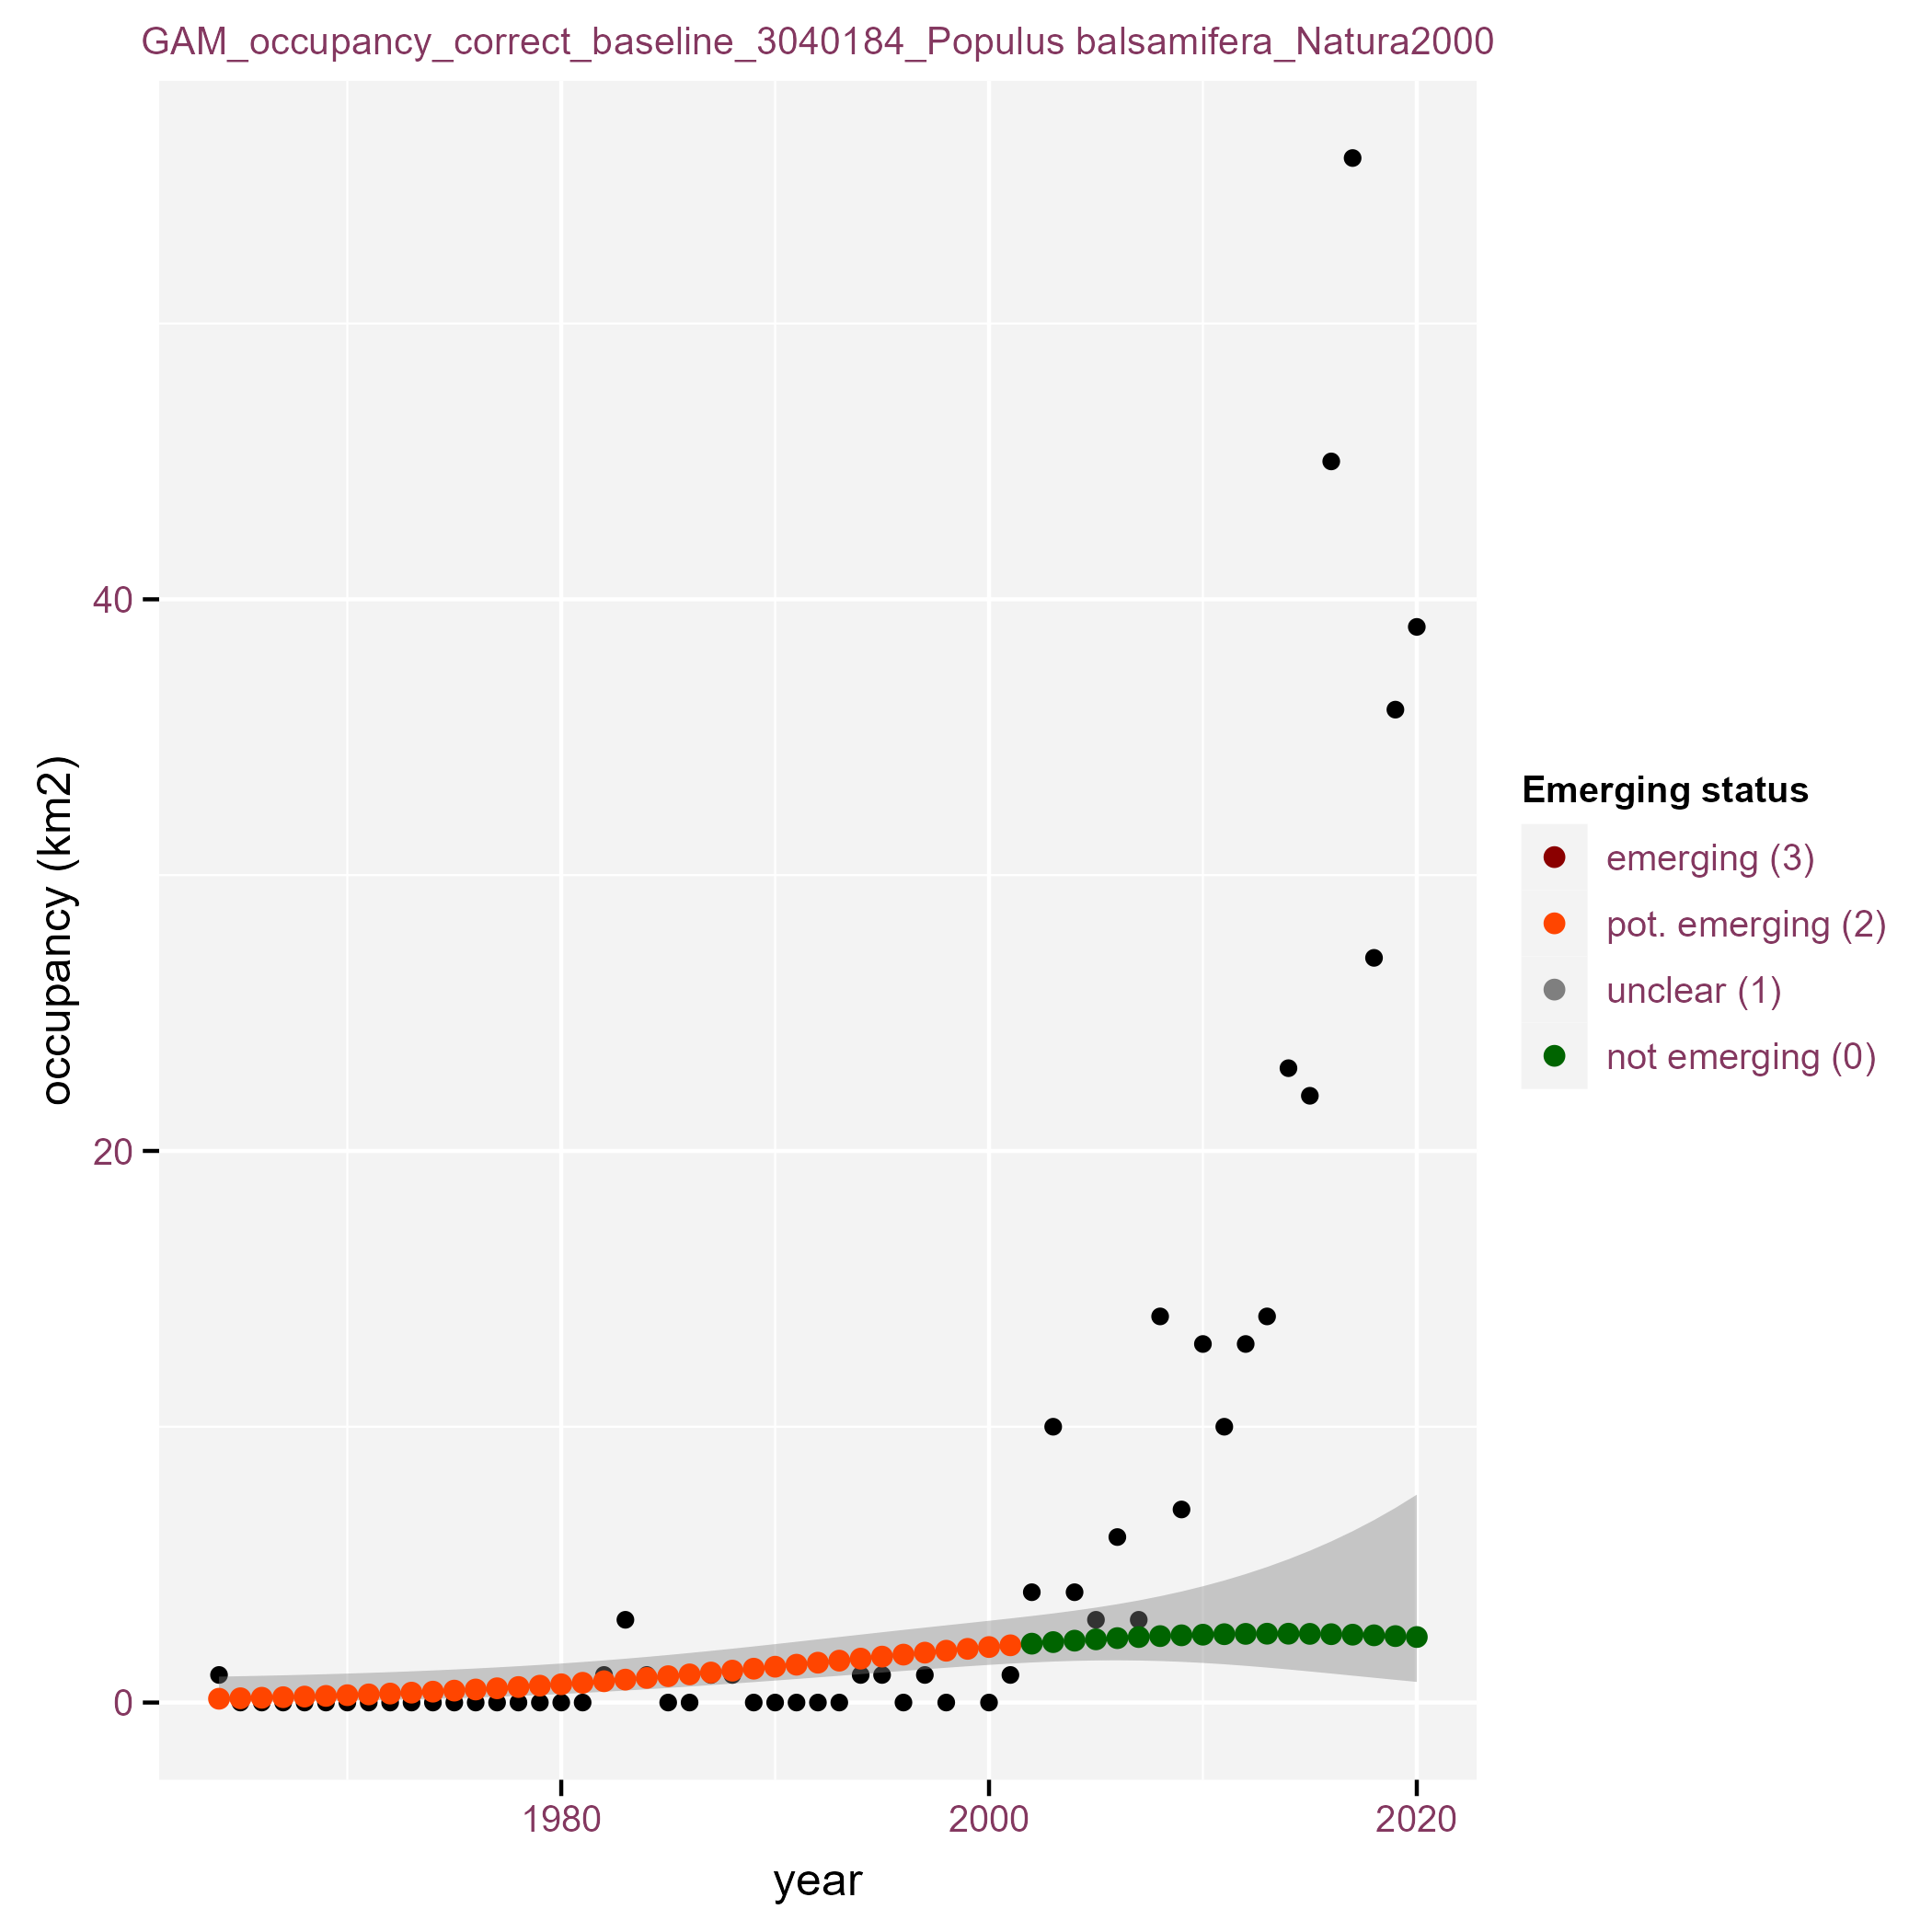 GAM_occupancy_correct_baseline_3040184_Populus balsamifera_Natura2000
occupancy (km2)
40
20
0
1980
2000
2020
year
Emerging status
emerging (3)
pot. emerging (2)
unclear (1)
not emerging (0)